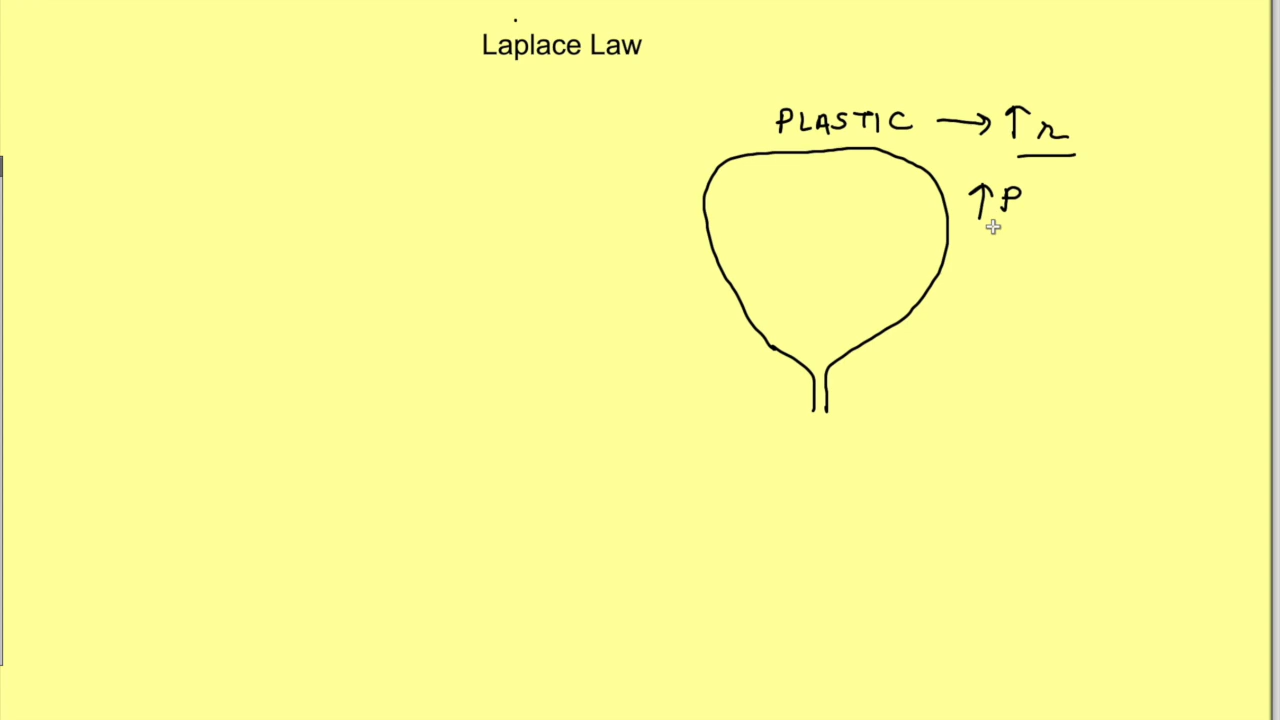 Laplace Law
PLASTIC → ↑ r
↑ P